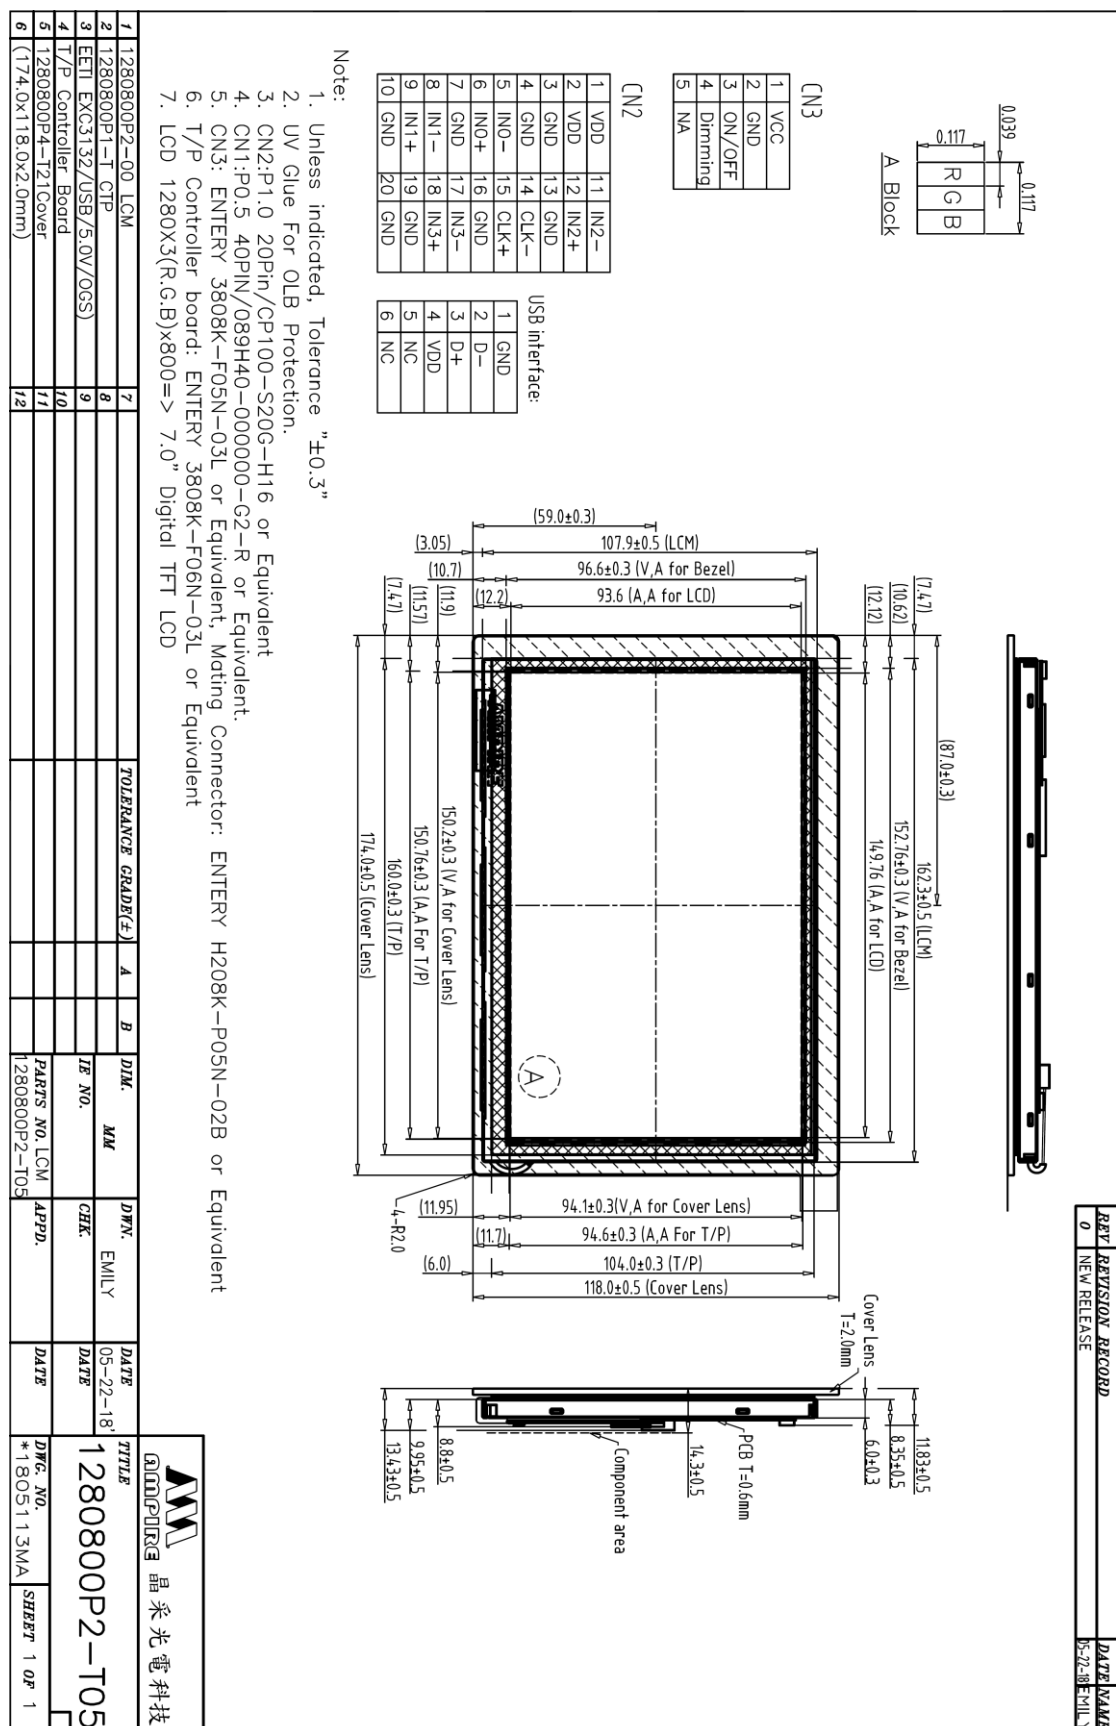 REV REVISION RECORD DATE NAME
0 NEW RELEASE 05-22-18' EMILY
0.039
0.117
0.117
R G B
A Block
CN3
1 VCC
2 GND
3 ON/OFF
4 Dimming
5 NA
CN2
1 VDD 11 IN2-
2 VDD 12 IN2+
3 GND 13 GND
4 GND 14 CLK-
5 IN0- 15 CLK+
6 IN0+ 16 GND
7 GND 17 IN3-
8 IN1- 18 IN3+
9 IN1+ 19 GND
10 GND 20 GND
USB interface:
1 GND
2 D-
3 D+
4 VDD
5 NC
6 NC
(87.0±0.3)
162.3±0.5 (LCM)
152.76±0.3 (V,A for Bezel)
149.76 (A,A for LCD)
(7.47)
(10.62)
(12.12)
(59.0±0.3)
107.9±0.5 (LCM)
96.6±0.3 (V,A for Bezel)
93.6 (A,A for LCD)
(3.05)
(10.7)
(12.2)
(11.9)
(11.57)
(7.47)
A
150.2±0.3 (V,A for Cover Lens)
150.76±0.3 (A,A For T/P)
160.0±0.3 (T/P)
174.0±0.5 (Cover Lens)
4-R2.0
94.1±0.3(V,A for Cover Lens)
94.6±0.3 (A,A For T/P)
104.0±0.3 (T/P)
118.0±0.5 (Cover Lens)
(11.95)
(11.7)
(6.0)
Cover Lens
T=2.0mm
11.83±0.5
8.35±0.5
6.0±0.3
PCB T=0.6mm
14.3±0.5
Component area
8.8±0.5
9.95±0.5
13.43±0.5
Note:
1. Unless indicated, Tolerance "±0.3"
2. UV Glue For OLB Protection.
3. CN2:P1.0 20Pin/CP100-S20G-H16 or Equivalent
4. CN1:P0.5 40PIN/089H40-000000-G2-R or Equivalent.
5. CN3: ENTERY 3808K-F05N-03L or Equivalent, Mating Connector: ENTERY H208K-P05N-02B or Equivalent
6. T/P Controller board: ENTERY 3808K-F06N-03L or Equivalent
7. LCD 1280X3(R.G.B)x800=> 7.0" Digital TFT LCD
AMPIRE 晶采光電科技
1 1280800P2-00 LCM 7 TOLERANCE GRADE(±) A B DIM. MM DWN. EMILY DATE 05-22-18' TITLE 1280800P2-T05
2 1280800P1-T CTP 8
3 EETI EXC3132/USB/5.0V/OGS) 9 IE NO. CHK. DATE
4 T/P Controller Board 10
5 1280800P4-T21Cover 11 PARTS NO. LCM APPD. DATE DWG. NO. SHEET 1 OF 1
6 (174.0x118.0x2.0mm) 12 1280800P2-T05 *1805113MA